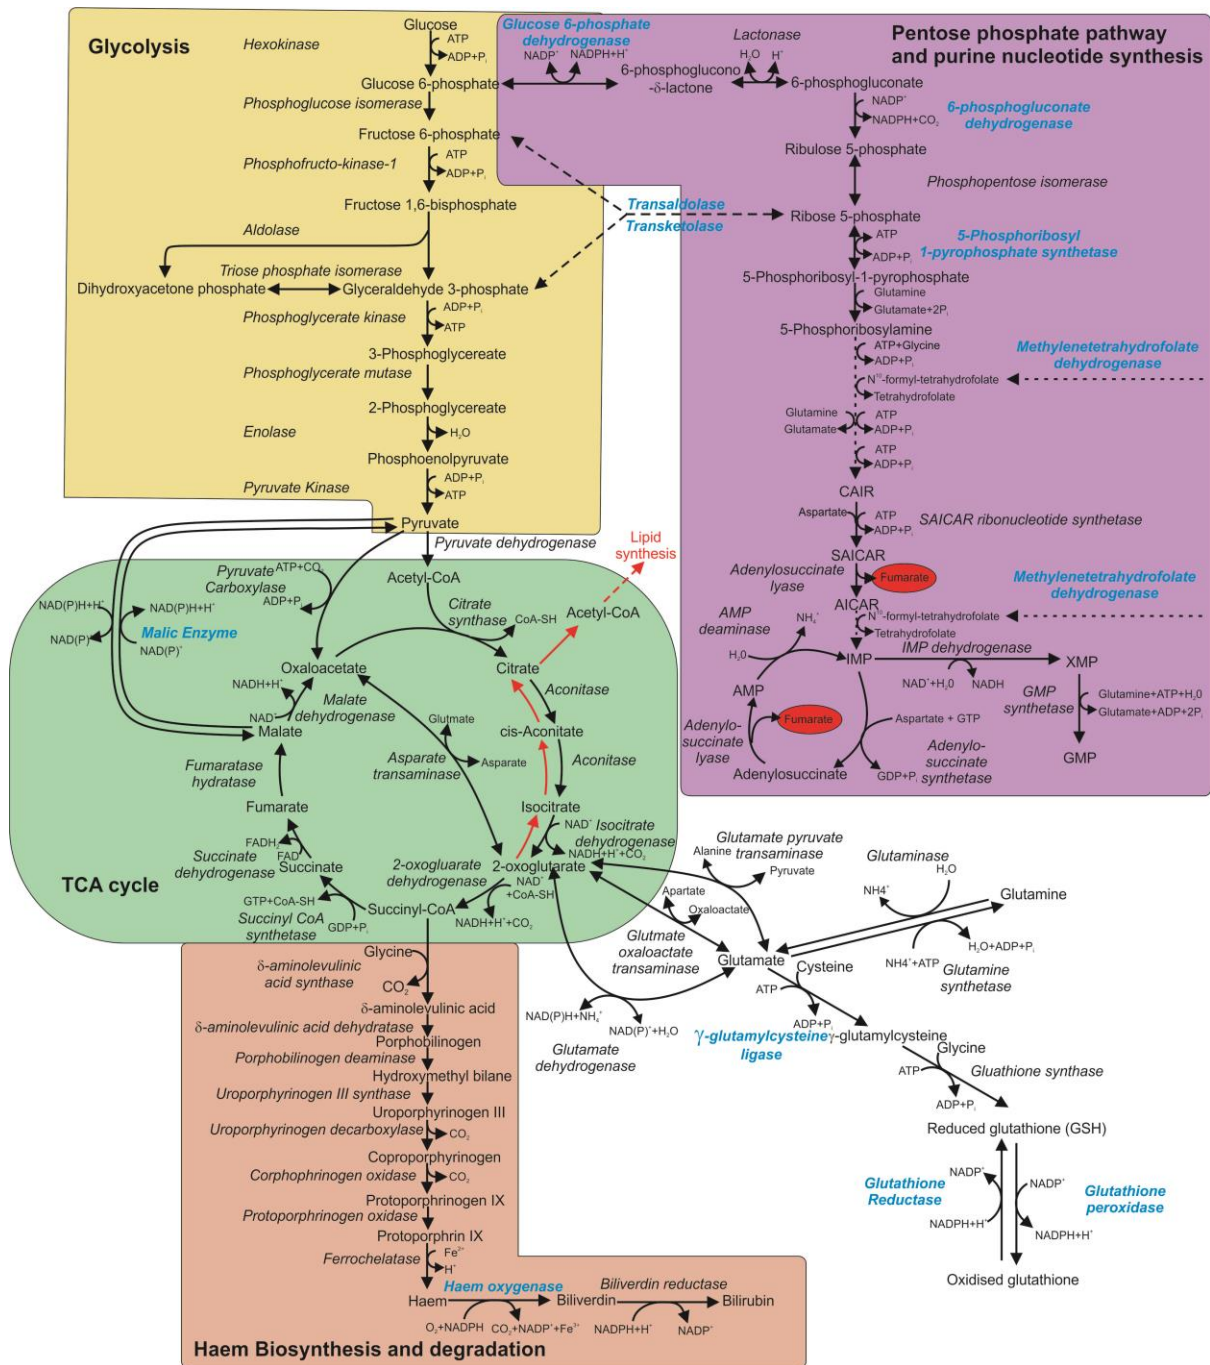 Glycolysis
Glucose
Hexokinase
ATP
ADP+Pi
Glucose 6-phosphate
Phosphoglucose isomerase
Fructose 6-phosphate
Phosphofructo-kinase-1
ATP
ADP+Pi
Fructose 1,6-bisphosphate
Aldolase
Triose phosphate isomerase
Dihydroxyacetone phosphate
Glyceraldehyde 3-phosphate
Phosphoglycerate kinase
ADP+Pi
ATP
3-Phosphoglycereate
Phosphoglycerate mutase
2-Phosphoglycereate
Enolase
H2O
Phosphoenolpyruvate
Pyruvate Kinase
ADP+Pi
ATP
Pyruvate
Pentose phosphate pathway
and purine nucleotide synthesis
Glucose 6-phosphate
dehydrogenase
NADP+
NADPH+H+
6-phosphoglucono
-δ-lactone
Lactonase
H2O
H+
6-phosphogluconate
NADP+
NADPH+CO2
6-phosphogluconate
dehydrogenase
Ribulose 5-phosphate
Phosphopentose isomerase
Transaldolase
Transketolase
Ribose 5-phosphate
ATP
ADP+Pi
5-Phosphoribosyl
1-pyrophosphate synthetase
5-Phosphoribosyl-1-pyrophosphate
Glutamine
Glutamate+2Pi
5-Phosphoribosylamine
ATP+Glycine
ADP+Pi
Methylenetetrahydrofolate
dehydrogenase
N10-formyl-tetrahydrofolate
Tetrahydrofolate
Glutamine
Glutamate
ATP
ADP+Pi
ATP
ADP+Pi
CAIR
Aspartate
ATP
ADP+Pi
SAICAR ribonucleotide synthetase
SAICAR
Adenylosuccinate
lyase
Fumarate
Methylenetetrahydrofolate
dehydrogenase
AICAR
N10-formyl-tetrahydrofolate
Tetrahydrofolate
AMP
deaminase
NH4+
H20
IMP
IMP dehydrogenase
NAD++H20
NADH
XMP
AMP
GMP
synthetase
Glutamine+ATP+H20
Glutamate+ADP+2Pi
GMP
Adenylo-
succinate
lyase
Fumarate
Adenylosuccinate
Aspartate + GTP
GDP+Pi
Adenylo-
succinate
synthetase
TCA cycle
Pyruvate dehydrogenase
Acetyl-CoA
Pyruvate
Carboxylase
ATP+CO2
ADP+Pi
Citrate
synthase
CoA-SH
Lipid
synthesis
Acetyl-CoA
NAD(P)H+H+
NAD(P)+
NAD(P)H+H+
Malic Enzyme
NAD(P)+
Oxaloacetate
Citrate
NADH+H+
NAD+
Malate
dehydrogenase
Malate
Aconitase
cis-Aconitate
Aconitase
Glutmate
Asparate
Asparate
transaminase
Fumaratase
hydratase
Fumarate
Isocitrate
NAD+
Isocitrate
dehydrogenase
NADH+H++CO2
FADH2
FAD
Succinate
dehydrogenase
Succinate
2-oxogluarate
dehydrogenase
2-oxoglutarate
NAD+
+CoA-SH
NADH+H++CO2
GTP+CoA-SH
GDP+Pi
Succinyl CoA
synthetase
Succinyl-CoA
Glutamate pyruvate
transaminase
Alanine
Pyruvate
Apartate
Oxaloactate
Glutmate
oxaloactate
transaminase
Glutaminase
H2O
NH4+
Glutamine
Glutamate
H2O+ADP+Pi
NH4++ATP
Glutamine
synthetase
NAD(P)H+NH4+
NAD(P)++H2O
Glutamate
dehydrogenase
Cysteine
ATP
ADP+Pi
γ-glutamylcysteine
ligase
γ-glutamylcysteine
Glycine
ATP
ADP+Pi
Gluathione synthase
Reduced glutathione (GSH)
Glutathione
Reductase
NADP+
NADPH+H+
NADP+
NADPH+H+
Glutathione
peroxidase
Oxidised glutathione
Glycine
δ-aminolevulinic
acid synthase
CO2
δ-aminolevulinic acid
δ-aminolevulinic acid dehydratase
Porphobilinogen
Porphobilinogen deaminase
Hydroxymethyl bilane
Uroporphyrinogen III synthase
Uroporphyrinogen III
Uroporphyrinogen decarboxylase
CO2
Coproporphyrinogen
Corphophrinogen oxidase
CO2
Protoporphrinogen IX
Protoporphrinogen oxidase
Protoporphrin IX
Ferrochelatase
Fe2+
H+
Haem
Haem oxygenase
O2+NADPH
CO2+NADP++Fe3+
Biliverdin
Biliverdin reductase
NADPH+H+
NADP+
Bilirubin
Haem Biosynthesis and degradation